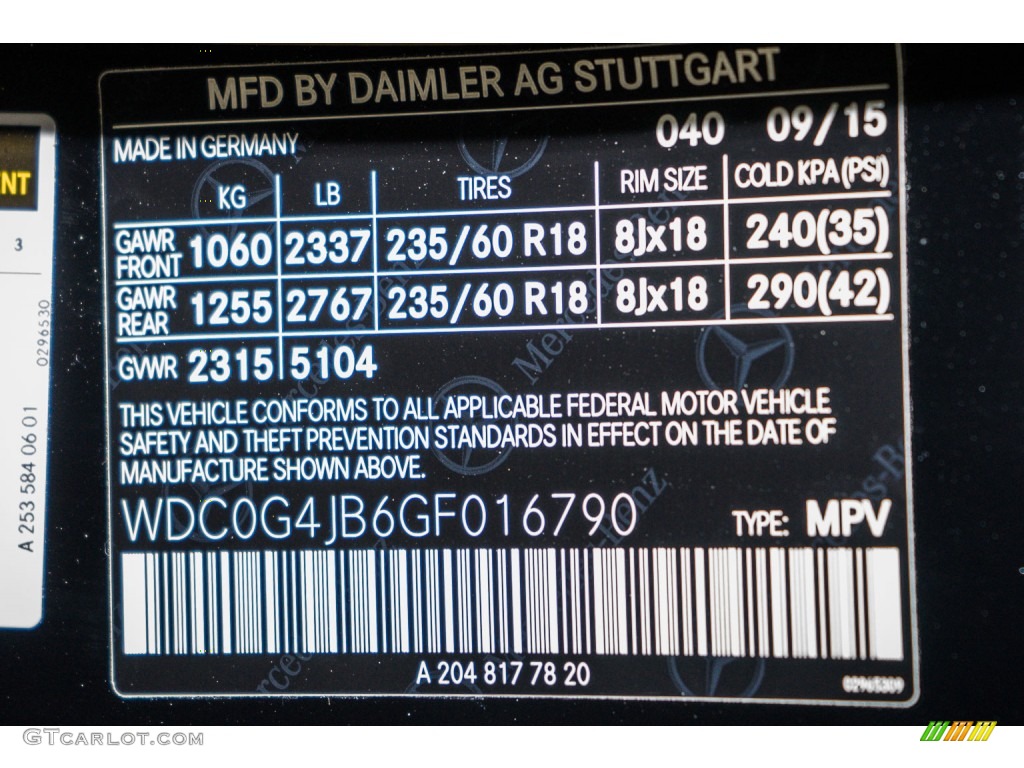 MFD BY DAIMLER AG STUTTGART
MADE IN GERMANY 040 09/15
KG LB TIRES RIM SIZE COLD KPA (PSI)
GAWR FRONT 1060 2337 235/60 R18 8Jx18 240(35)
GAWR REAR 1255 2767 235/60 R18 8Jx18 290(42)
GVWR 2315 5104
THIS VEHICLE CONFORMS TO ALL APPLICABLE FEDERAL MOTOR VEHICLE
SAFETY AND THEFT PREVENTION STANDARDS IN EFFECT ON THE DATE OF
MANUFACTURE SHOWN ABOVE.
WDC0G4JB6GF016790 TYPE: MPV
A 204 817 78 20
02965309
NT
3
0296530
A 253 584 06 01
GTCARLOT.COM